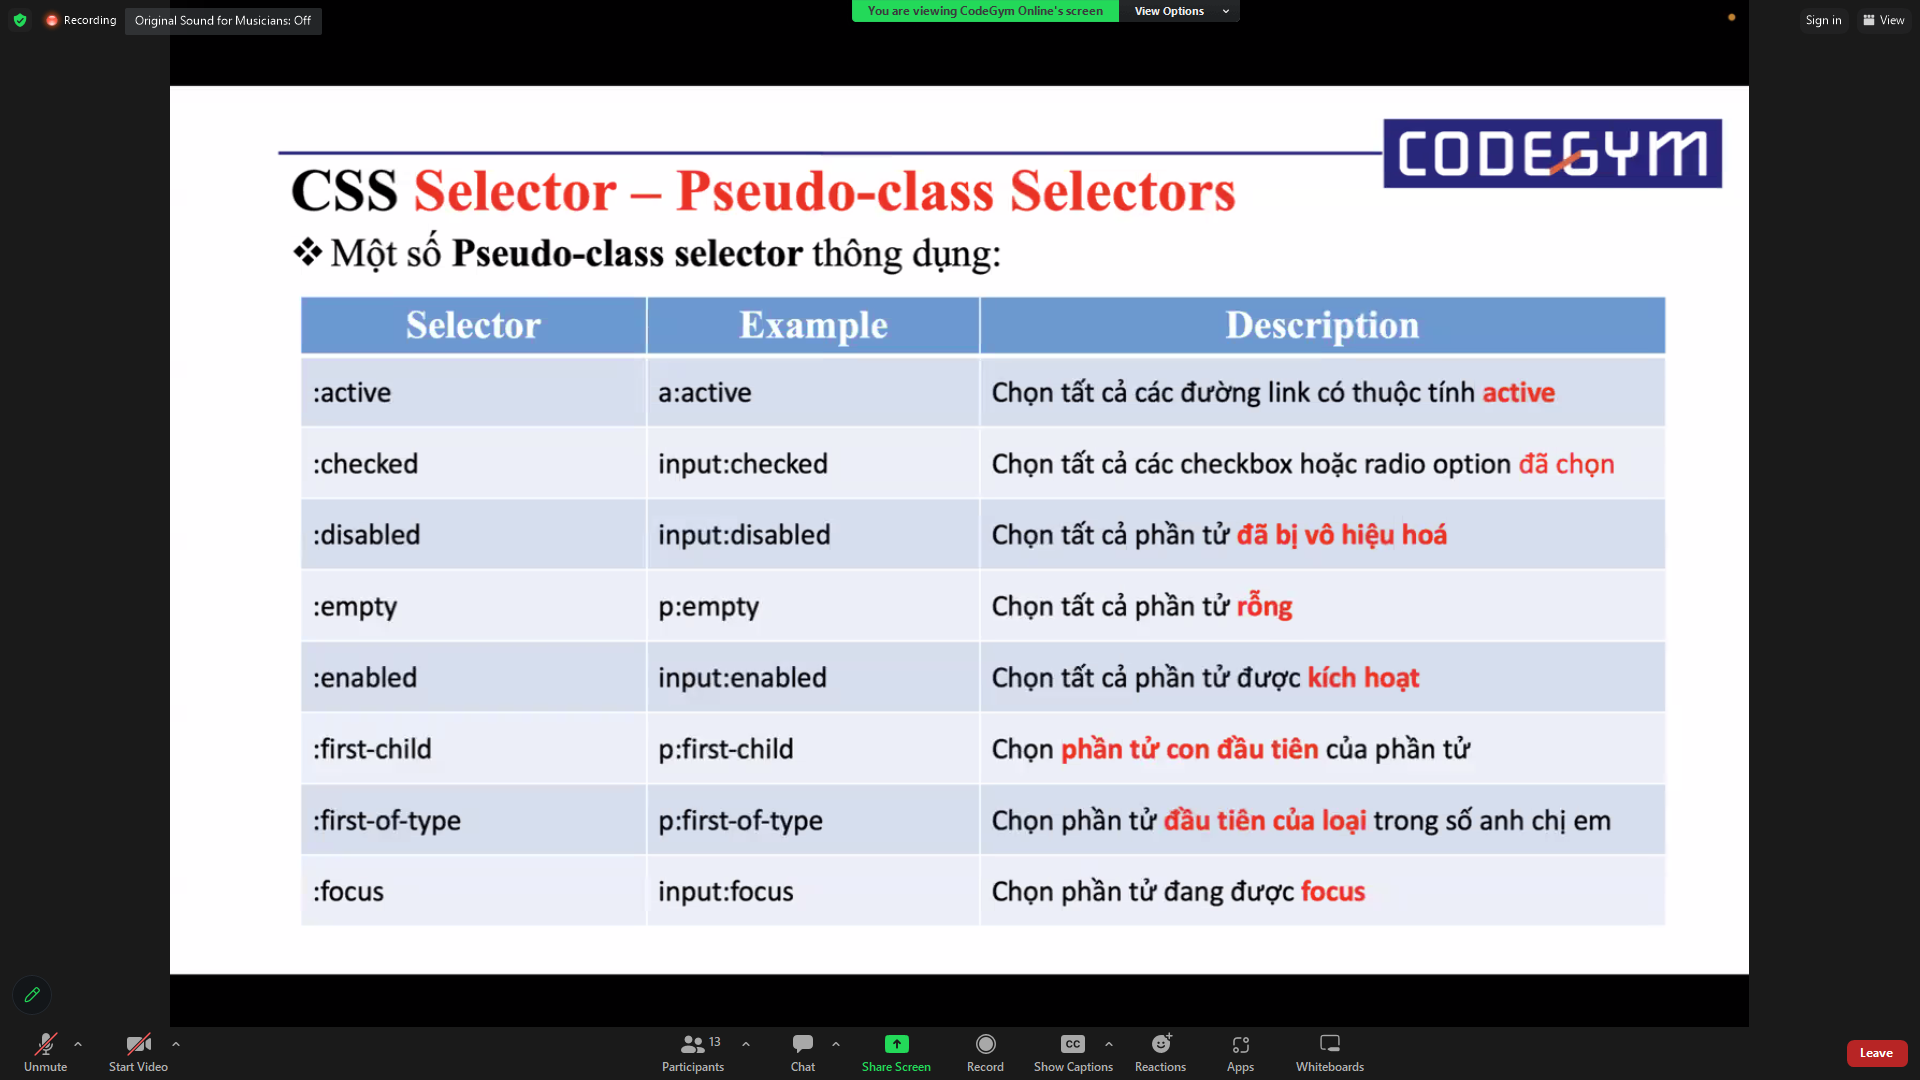 Recording
Original Sound for Musicians: Off
You are viewing CodeGym Online's screen
View Options
Sign in
View
CODEGYM
CSS Selector – Pseudo-class Selectors
❖ Một số Pseudo-class selector thông dụng:
Selector Example Description
:active a:active Chọn tất cả các đường link có thuộc tính active
:checked input:checked Chọn tất cả các checkbox hoặc radio option đã chọn
:disabled input:disabled Chọn tất cả phần tử đã bị vô hiệu hoá
:empty p:empty Chọn tất cả phần tử rỗng
:enabled input:enabled Chọn tất cả phần tử được kích hoạt
:first-child p:first-child Chọn phần tử con đầu tiên của phần tử
:first-of-type p:first-of-type Chọn phần tử đầu tiên của loại trong số anh chị em
:focus input:focus Chọn phần tử đang được focus
Unmute
Start Video
13
Participants
Chat
Share Screen
Record
CC
Show Captions
Reactions
Apps
Whiteboards
Leave